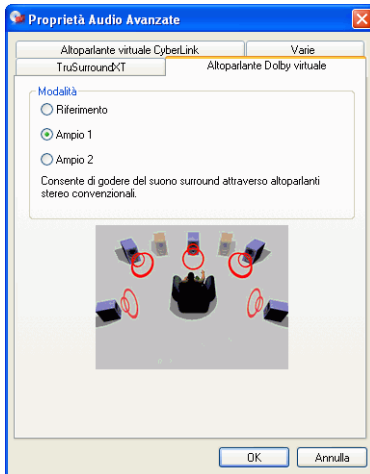 Proprietà Audio Avanzate
Altoparlante virtuale CyberLink Varie
TruSurroundXT Altoparlante Dolby virtuale
Modalità
Riferimento
Ampio 1
Ampio 2
Consente di godere del suono surround attraverso altoparlanti
stereo convenzionali.
OK Annulla